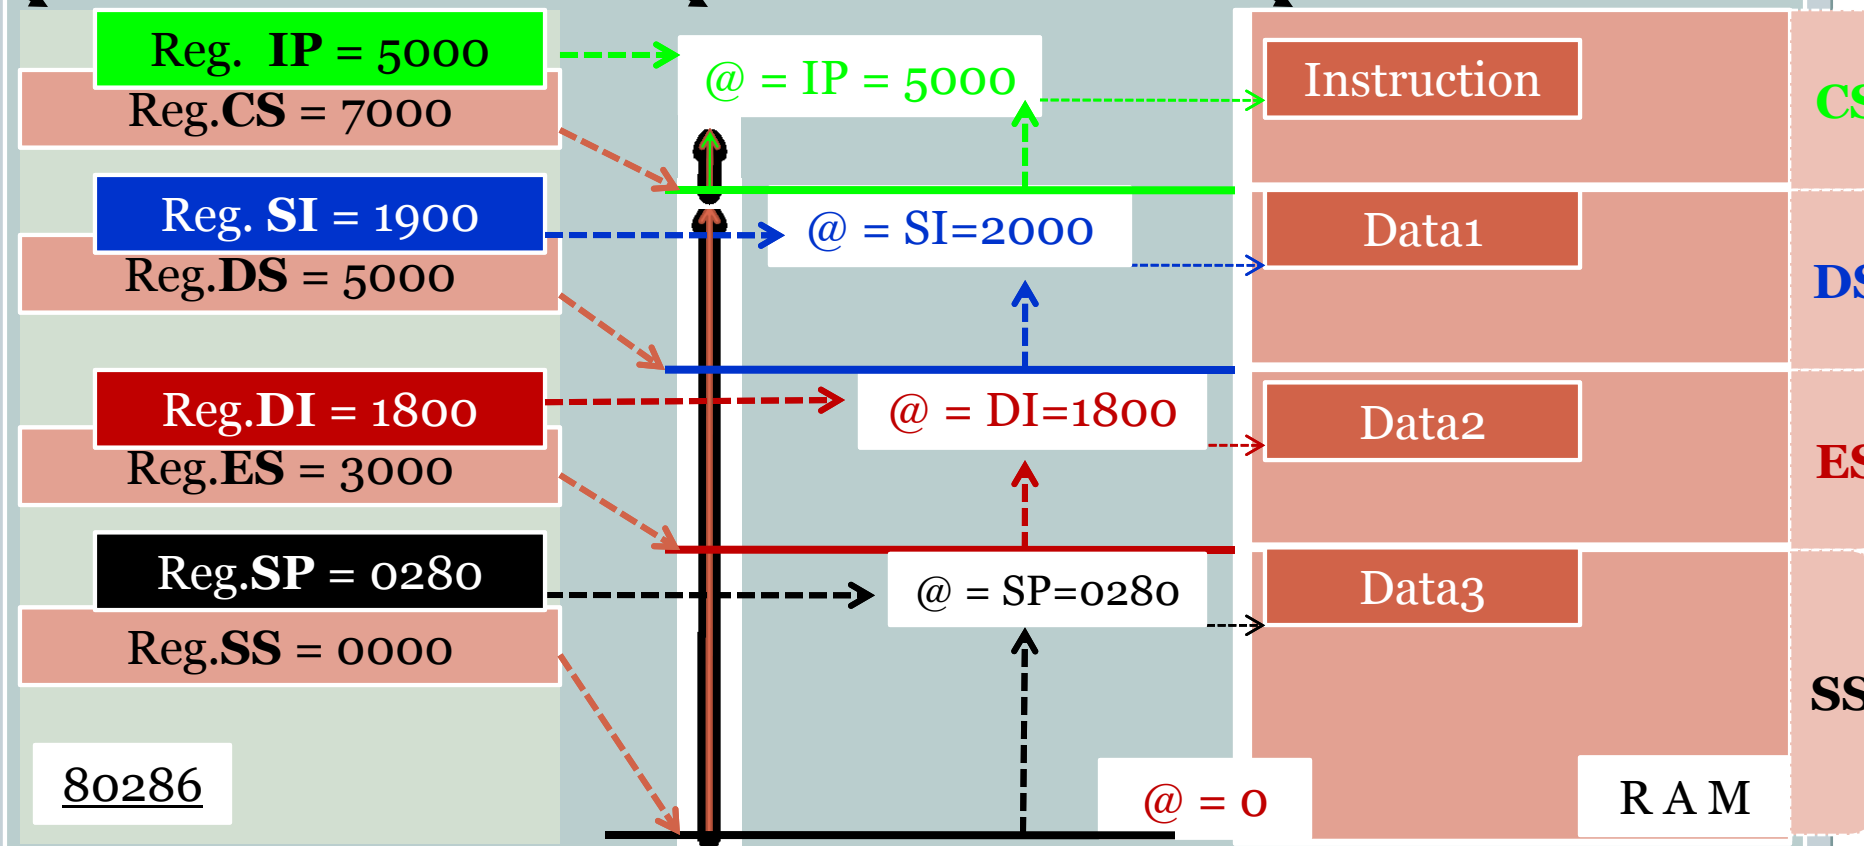 Reg. IP = 5000
@ = IP = 5000
Instruction
CS
Reg.CS = 7000
Reg. SI = 1900
@ = SI=2000
Data1
DS
Reg.DS = 5000
Reg.DI = 1800
@ = DI=1800
Data2
ES
Reg.ES = 3000
Reg.SP = 0280
@ = SP=0280
Data3
Reg.SS = 0000
SS
80286
@ = 0
R A M